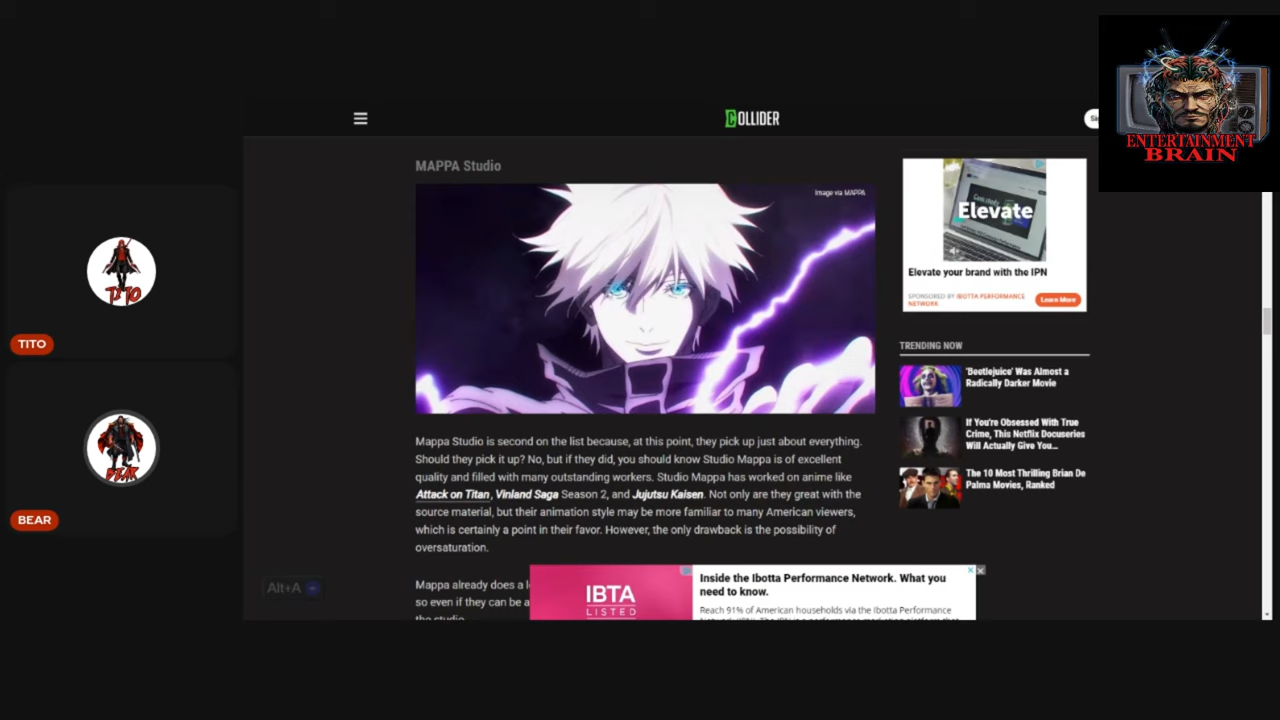 COLLIDER
ENTERTAINMENT
BRAIN
MAPPA Studio
Image via MAPPA
Elevate
Elevate your brand with the IPN
SPONSORED BY IBOTTA PERFORMANCE
NETWORK
Learn More
TITO
TITO
BEAR
BEAR
TRENDING NOW
'Beetlejuice' Was Almost a
Radically Darker Movie
If You're Obsessed With True
Crime, This Netflix Docuseries
Will Actually Give You...
The 10 Most Thrilling Brian De
Palma Movies, Ranked
Mappa Studio is second on the list because, at this point, they pick up just about everything.
Should they pick it up? No, but if they did, you should know Studio Mappa is of excellent
quality and filled with many outstanding workers. Studio Mappa has worked on anime like
Attack on Titan, Vinland Saga Season 2, and Jujutsu Kaisen. Not only are they great with the
source material, but their animation style may be more familiar to many American viewers,
which is certainly a point in their favor. However, the only drawback is the possibility of
oversaturation.
Mappa already does a
so even if they can be a
the studio
Alt+A
IBTA
LISTED
Inside the Ibotta Performance Network. What you
need to know.
Reach 91% of American households via the Ibotta Performance